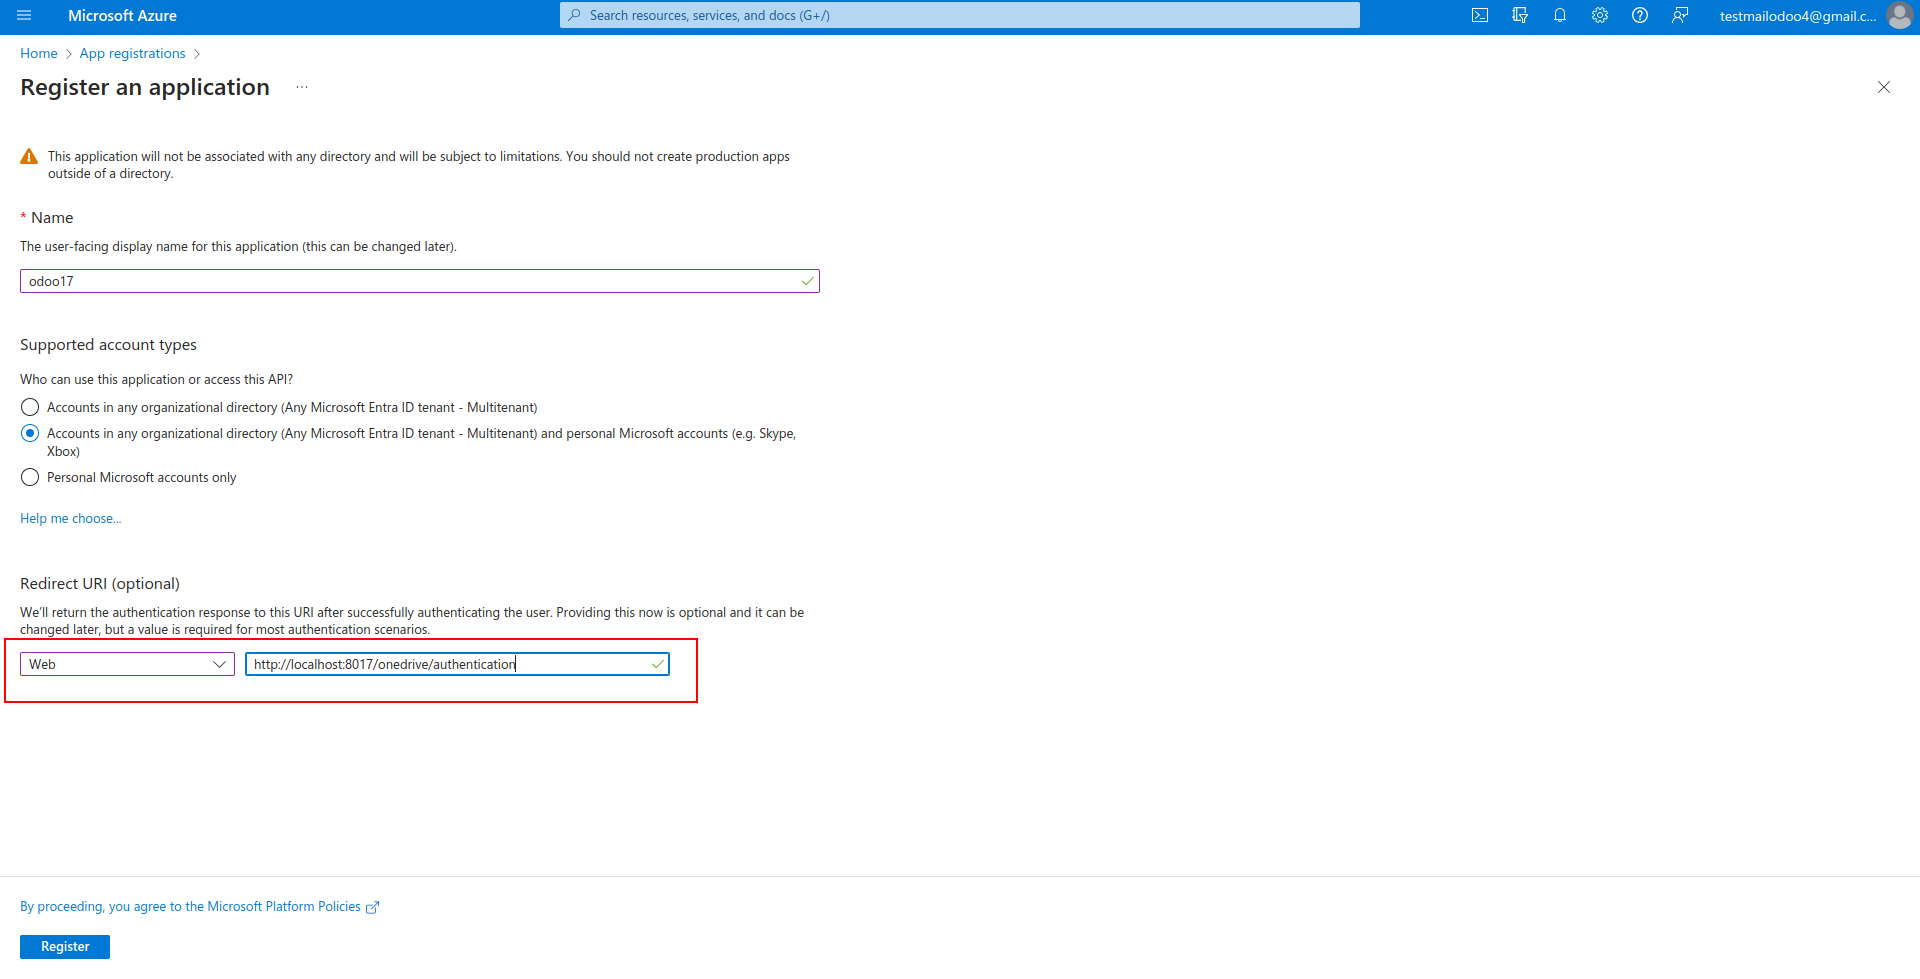 Microsoft Azure
Search resources, services, and docs (G+/)
testmailodoo4@gmail.c...
Home > App registrations >
Register an application ...
This application will not be associated with any directory and will be subject to limitations. You should not create production apps
outside of a directory.
* Name
The user-facing display name for this application (this can be changed later).
odoo17
Supported account types
Who can use this application or access this API?
Accounts in any organizational directory (Any Microsoft Entra ID tenant - Multitenant)
Accounts in any organizational directory (Any Microsoft Entra ID tenant - Multitenant) and personal Microsoft accounts (e.g. Skype,
Xbox)
Personal Microsoft accounts only
Help me choose...
Redirect URI (optional)
We'll return the authentication response to this URI after successfully authenticating the user. Providing this now is optional and it can be
changed later, but a value is required for most authentication scenarios.
Web
http://localhost:8017/onedrive/authentication
By proceeding, you agree to the Microsoft Platform Policies
Register